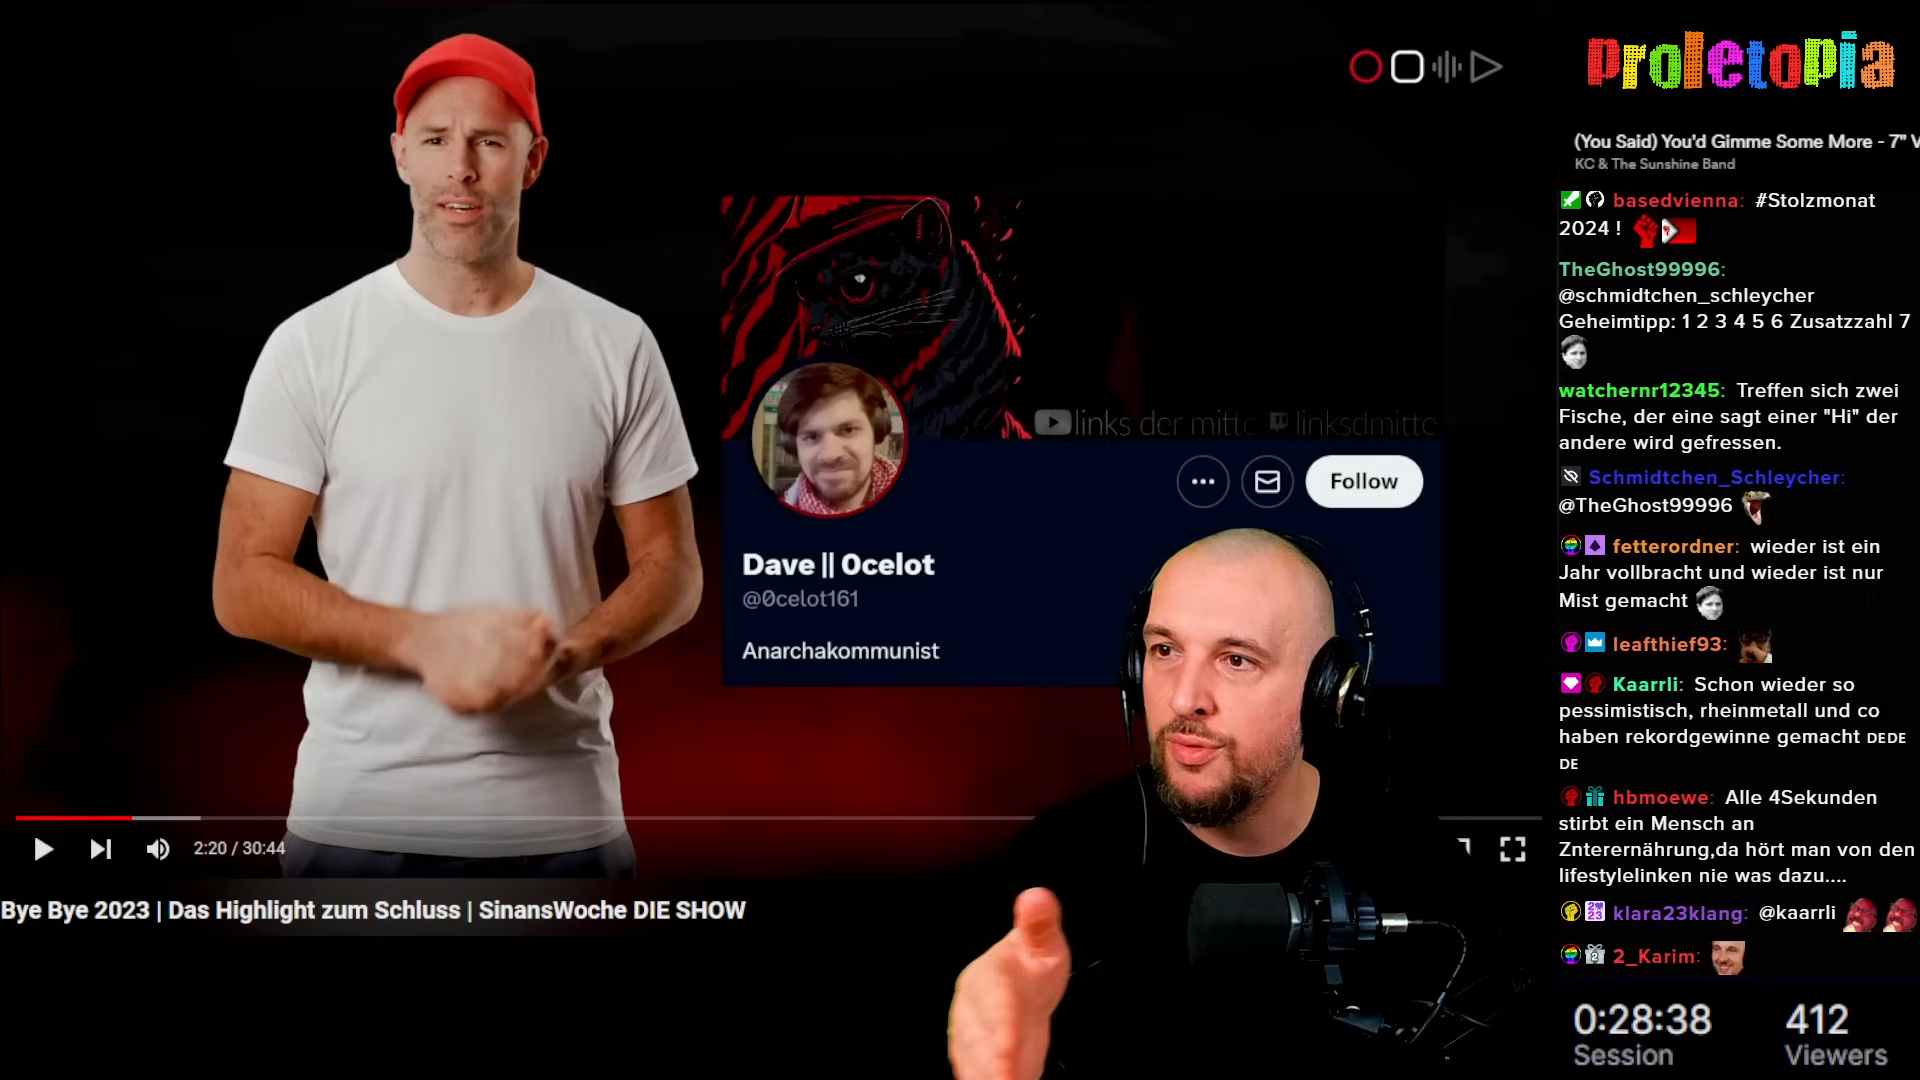 Proletopia
(You Said) You'd Gimme Some More - 7" V
KC & The Sunshine Band
basedvienna: #Stolzmonat
2024 !
TheGhost99996:
@schmidtchen_schleycher
Geheimtipp: 1 2 3 4 5 6 Zusatzzahl 7
watchernr12345: Treffen sich zwei
Fische, der eine sagt einer "Hi" der
andere wird gefressen.
Schmidtchen_Schleycher:
@TheGhost99996
fetterordner: wieder ist ein
Jahr vollbracht und wieder ist nur
Mist gemacht
leafthief93:
Kaarrli: Schon wieder so
pessimistisch, rheinmetall und co
haben rekordgewinne gemacht DEDE
DE
hbmoewe: Alle 4Sekunden
stirbt ein Mensch an
Znterernährung,da hört man von den
lifestylelinken nie was dazu....
klara23klang: @kaarrli
2_Karim:
0:28:38
Session
412
Viewers
links der mitte
linksdmitte
Follow
Dave || 0celot
@0celot161
Anarchakommunist
2:20 / 30:44
Bye Bye 2023 | Das Highlight zum Schluss | SinansWoche DIE SHOW